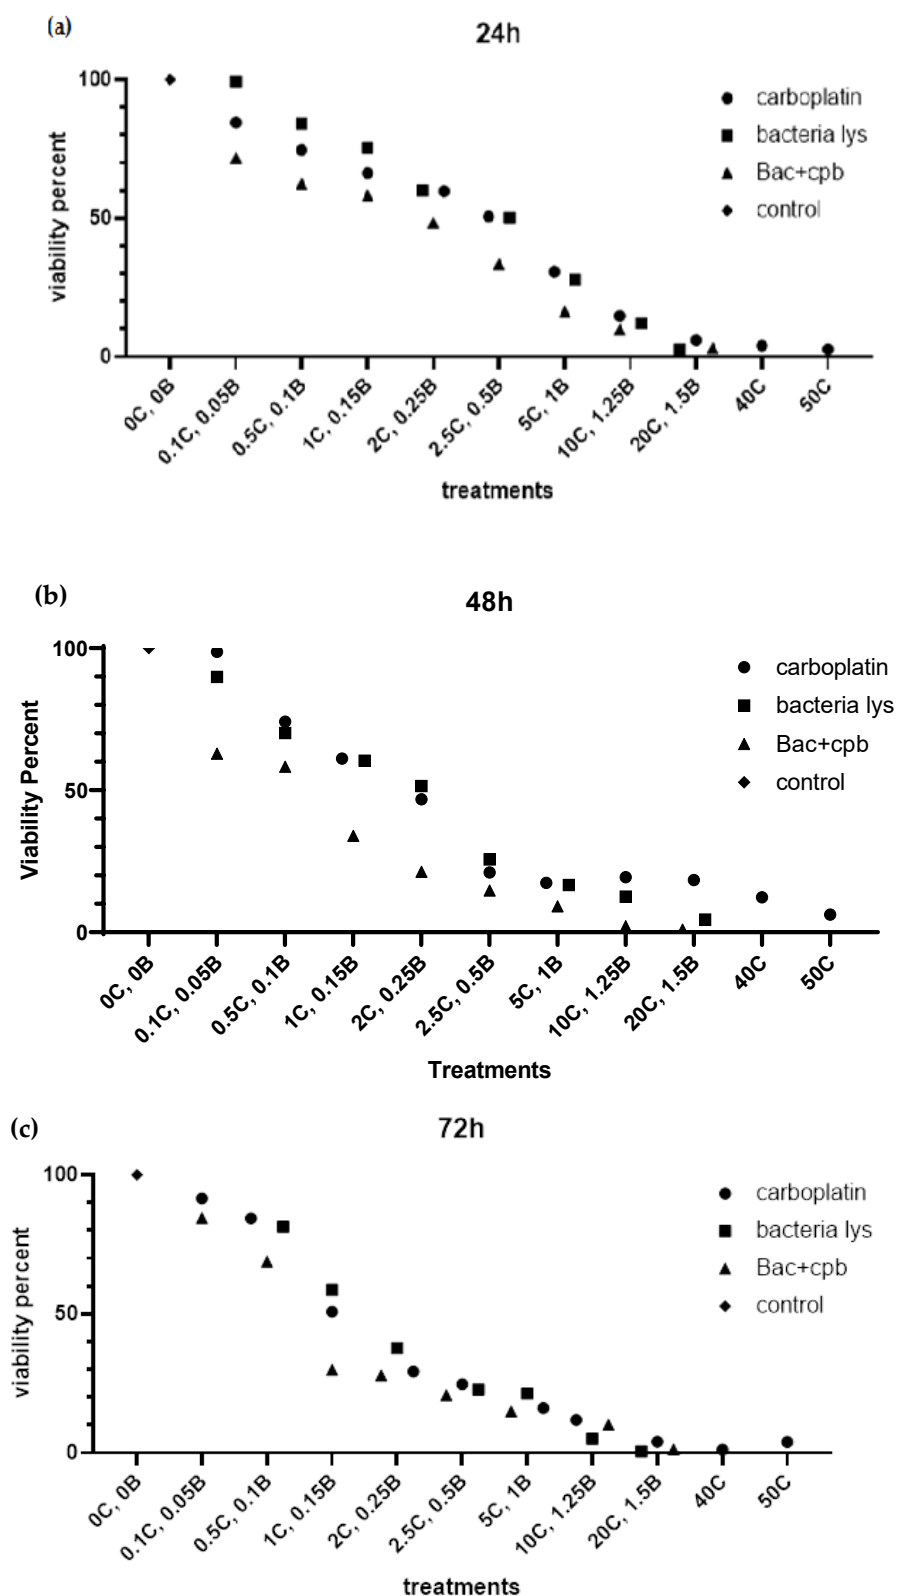 (a)
24h
100
50
0
viability percent
carboplatin
bacteria lys
Bac+cpb
control
0C, 0B
0.1C, 0.05B
0.5C, 0.1B
1C, 0.15B
2C, 0.25B
2.5C, 0.5B
5C, 1B
10C, 1.25B
20C, 1.5B
40C
50C
treatments
(b)
48h
100
50
0
Viability Percent
carboplatin
bacteria lys
Bac+cpb
control
0C, 0B
0.1C, 0.05B
0.5C, 0.1B
1C, 0.15B
2C, 0.25B
2.5C, 0.5B
5C, 1B
10C, 1.25B
20C, 1.5B
40C
50C
Treatments
(c)
72h
100
50
0
viability percent
carboplatin
bacteria lys
Bac+cpb
control
0C, 0B
0.1C, 0.05B
0.5C, 0.1B
1C, 0.15B
2C, 0.25B
2.5C, 0.5B
5C, 1B
10C, 1.25B
20C, 1.5B
40C
50C
treatments